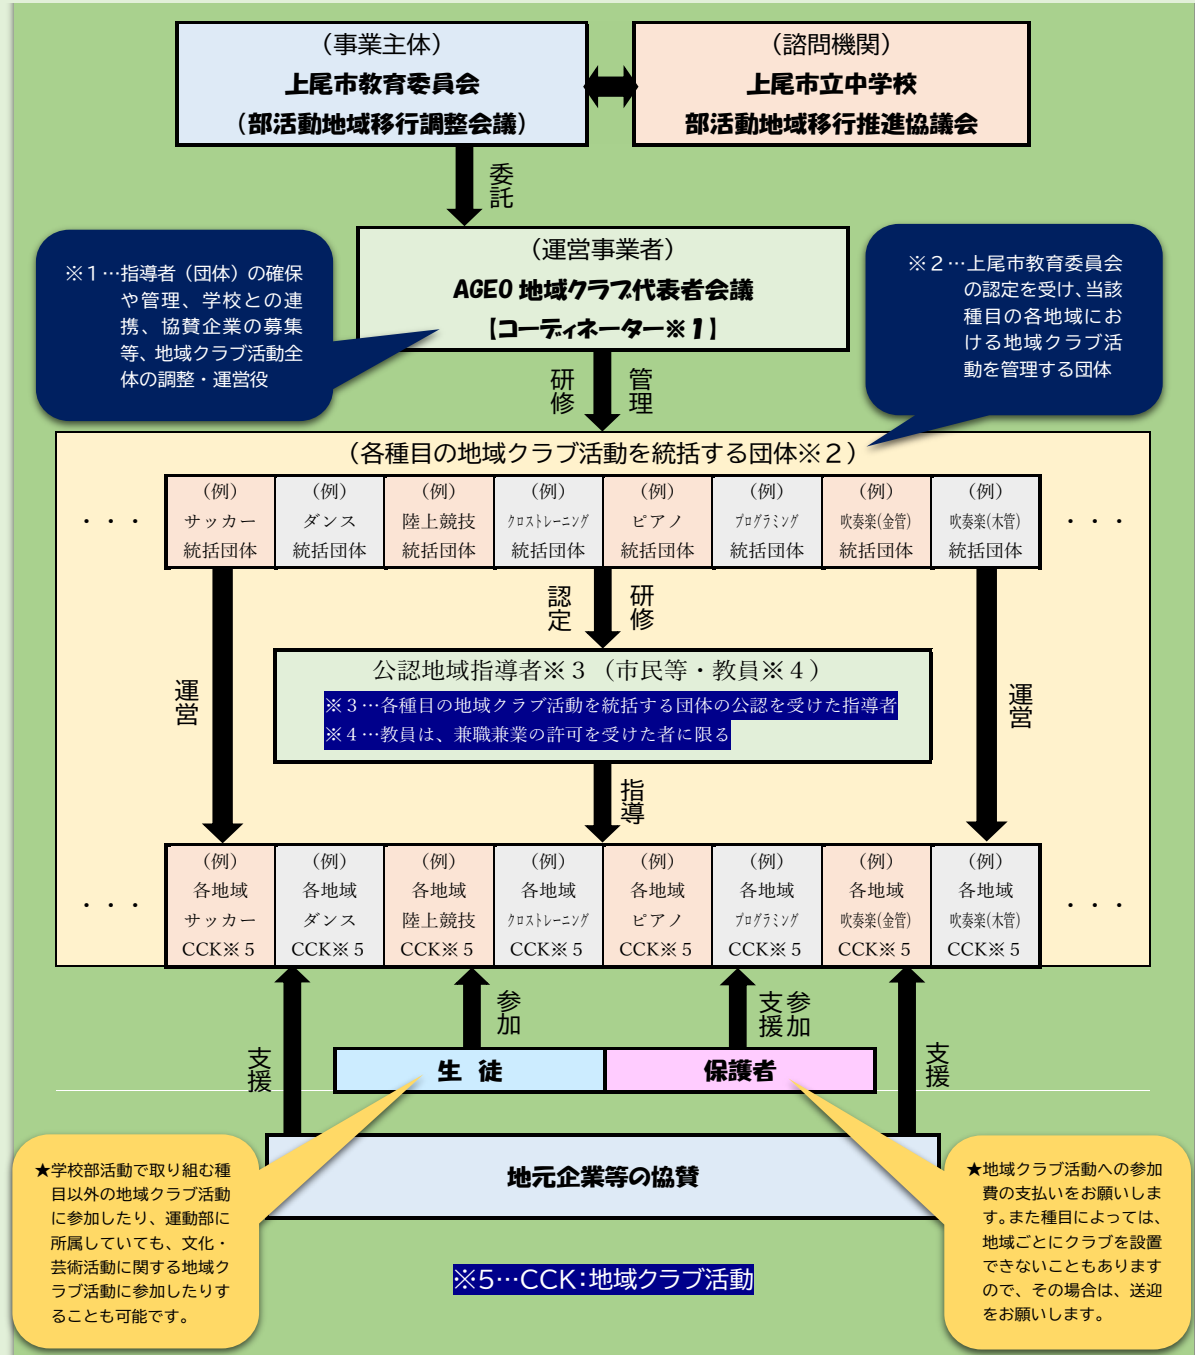 （事業主体）
上尾市教育委員会
（部活動地域移行調整会議）
（諮問機関）
上尾市立中学校
部活動地域移行推進協議会
委託
（運営事業者）
AGEO 地域クラブ代表者会議
【コーディネーター※１】
※１…指導者（団体）の確保
や管理、学校との連
携、協賛企業の募集
等、地域クラブ活動全
体の調整・運営役
※２…上尾市教育委員会
の認定を受け、当該
種目の各地域にお
ける地域クラブ活
動を管理する団体
研修
管理
（各種目の地域クラブ活動を統括する団体※２）
・・・
（例）
サッカー
統括団体
（例）
ダンス
統括団体
（例）
陸上競技
統括団体
（例）
クロストレーニング
統括団体
（例）
ピアノ
統括団体
（例）
プログラミング
統括団体
（例）
吹奏楽(金管)
統括団体
（例）
吹奏楽(木管)
統括団体
・・・
認定
研修
公認地域指導者※３（市民等・教員※４）
※３…各種目の地域クラブ活動を統括する団体の公認を受けた指導者
※４…教員は、兼職兼業の許可を受けた者に限る
運営
運営
指導
・・・
（例）
各地域
サッカー
CCK※５
（例）
各地域
ダンス
CCK※５
（例）
各地域
陸上競技
CCK※５
（例）
各地域
クロストレーニング
CCK※５
（例）
各地域
ピアノ
CCK※５
（例）
各地域
プログラミング
CCK※５
（例）
各地域
吹奏楽(金管)
CCK※５
（例）
各地域
吹奏楽(木管)
CCK※５
・・・
支援
参加
参加
支援
支援
生 徒
保護者
地元企業等の協賛
★学校部活動で取り組む種
目以外の地域クラブ活動
に参加したり、運動部に
所属していても、文化・
芸術活動に関する地域ク
ラブ活動に参加したりす
ることも可能です。
★地域クラブ活動への参加
費の支払いをお願いしま
す。また種目によっては、
地域ごとにクラブを設置
できないこともあります
ので、その場合は、送迎
をお願いします。
※5…CCK：地域クラブ活動